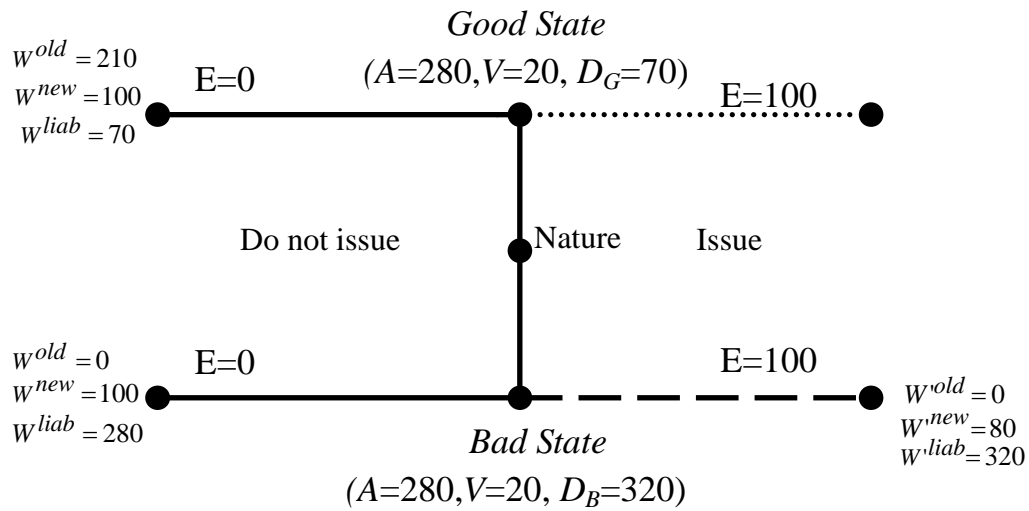 Good State
(A=280,V=20, D_G=70)
W^old = 210
W^new = 100
W^liab = 70
E=0
E=100
Do not issue
Nature
Issue
W^old = 0
W^new = 100
W^liab = 280
E=0
E=100
W'^old = 0
W'^new = 80
W'^liab = 320
Bad State
(A=280,V=20, D_B=320)